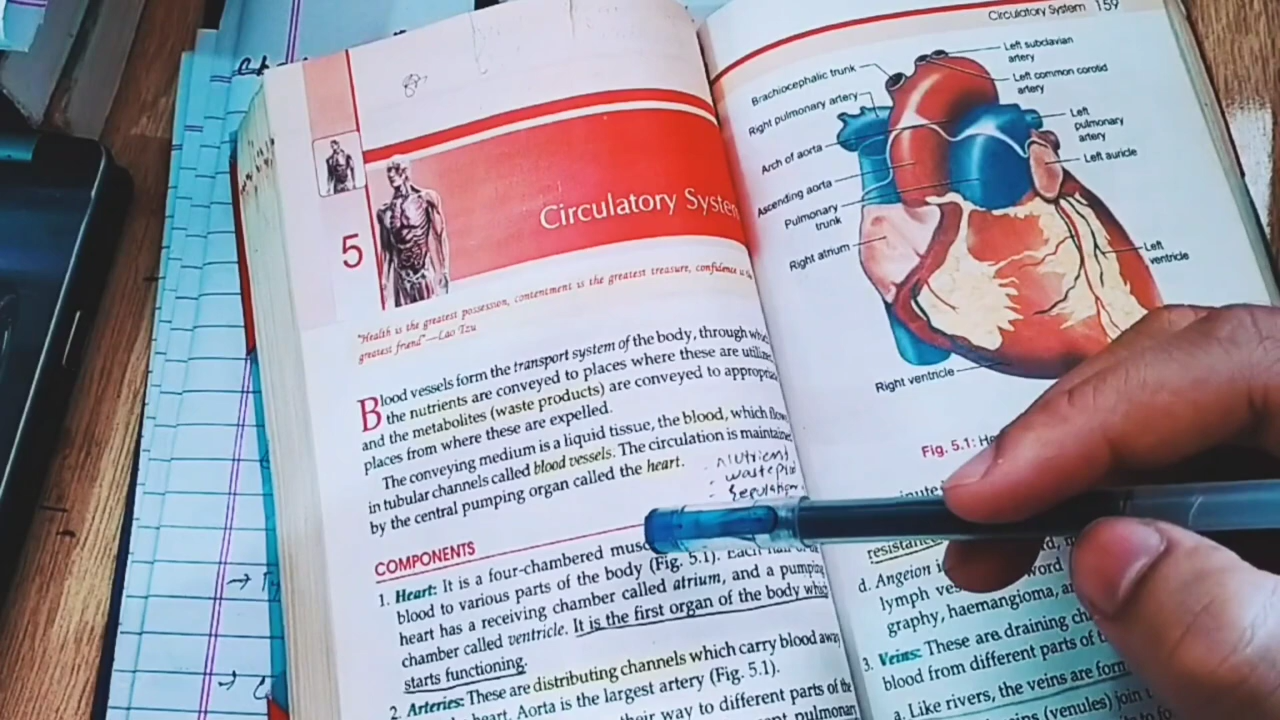 5
Circulatory System
"Health is the greatest possession, contentment is the greatest treasure, confidence is the
greatest friend"—Lao Tzu
Blood vessels form the transport system of the body, through
the nutrients are conveyed to places where these are
and the metabolites (waste products) are conveyed to
places from where these are expelled.
The conveying medium is a liquid tissue, the blood, which
in tubular channels called blood vessels. The circulation is
by the central pumping organ called the heart.
nutrient
waste
COMPONENTS
1. Heart: It is a four-chambered
blood to various parts of the body (Fig. 5.1). Each half of
heart has a receiving chamber called atrium, and a pumping
chamber called ventricle. It is the first organ of the body which
starts functioning.
2. Arteries: These are distributing channels which carry blood away
heart. Aorta is the largest artery (Fig. 5.1).
their way to different parts of the
pulmonary
Circulatory System 159
Left subclavian
artery
Brachiocephalic trunk
Left common corotid
artery
Right pulmonary artery
Left
pulmonary
artery
Arch of aorta
Left auricle
Ascending aorta
Pulmonary
trunk
Right atrium
Left
ventricle
Right ventricle
Fig. 5.1:
d. Angeion
lymph
word
graphy, haemangioma,
3. Veins: These are draining
blood from different parts of
a. Like rivers, the veins are
(venules) join